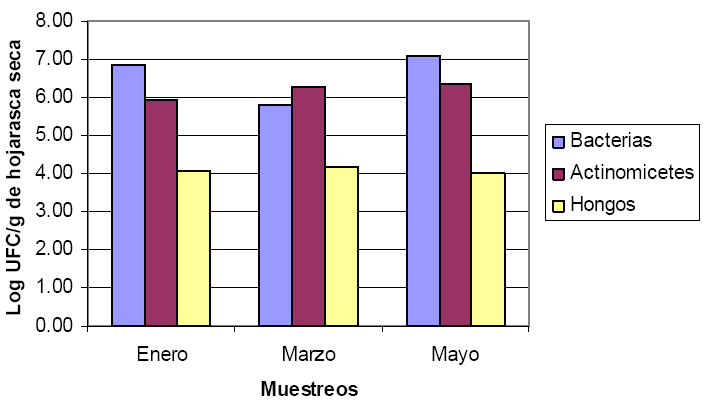 8.00
7.00
6.00
5.00
4.00
3.00
2.00
1.00
0.00
Log UFC/g de hojarasca seca
Enero Marzo Mayo
Muestreos
Bacterias
Actinomicetes
Hongos